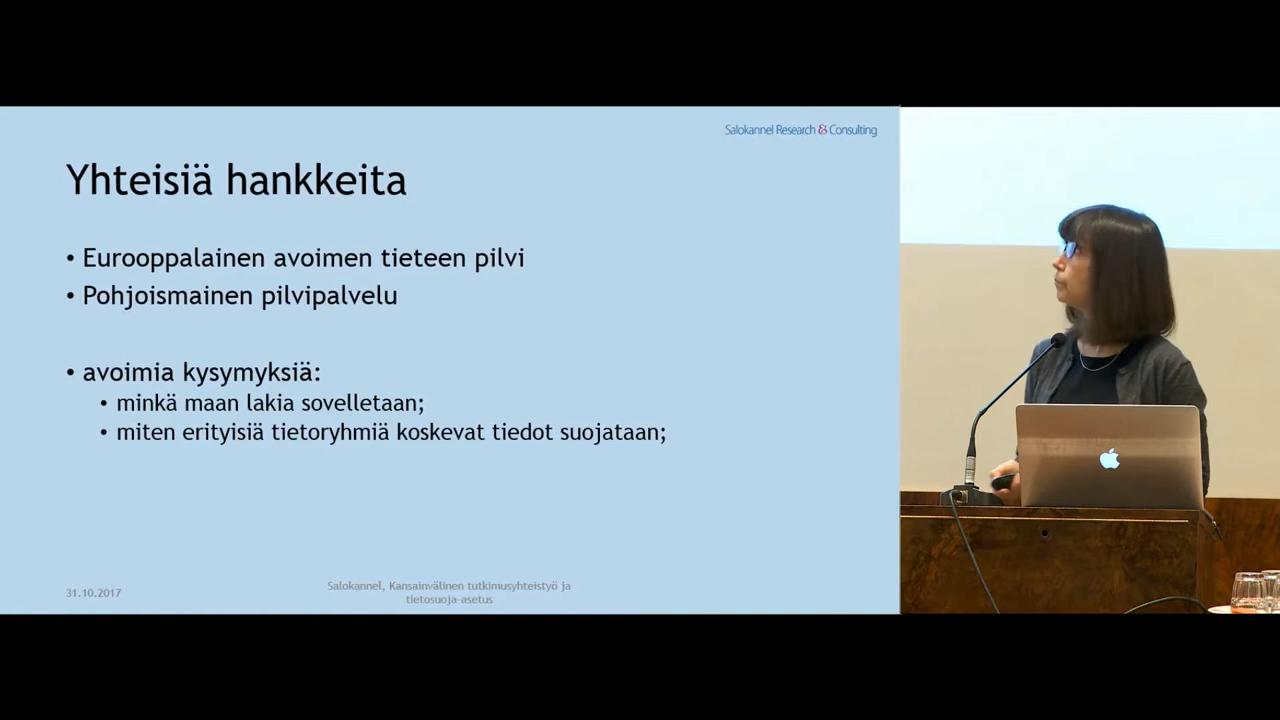 Salokannel Research & Consulting
Yhteisiä hankkeita
• Eurooppalainen avoimen tieteen pilvi
• Pohjoismainen pilvipalvelu
• avoimia kysymyksiä:
• minkä maan lakia sovelletaan;
• miten erityisiä tietoryhmiä koskevat tiedot suojataan;
31.10.2017
Salokannel, Kansainvälinen tutkimusyhteistyö ja
tietosuoja-asetus